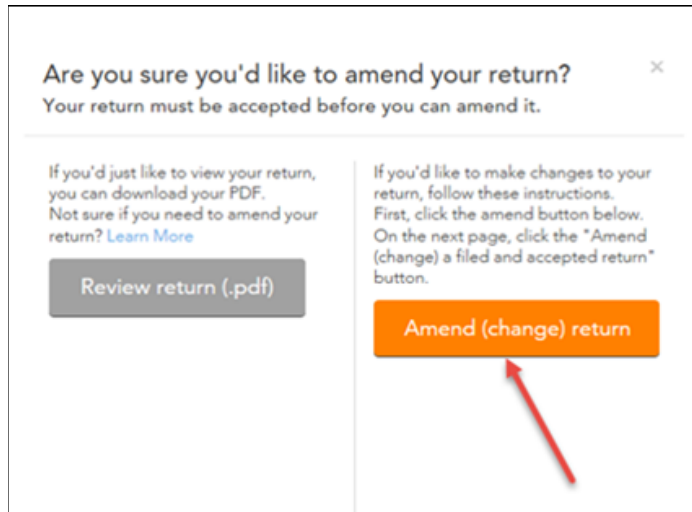 Are you sure you'd like to amend your return?
×
Your return must be accepted before you can amend it.
If you'd just like to view your return,
you can download your PDF.
Not sure if you need to amend your
return? Learn More
Review return (.pdf)
If you'd like to make changes to your
return, follow these instructions.
First, click the amend button below.
On the next page, click the "Amend
(change) a filed and accepted return"
button.
Amend (change) return